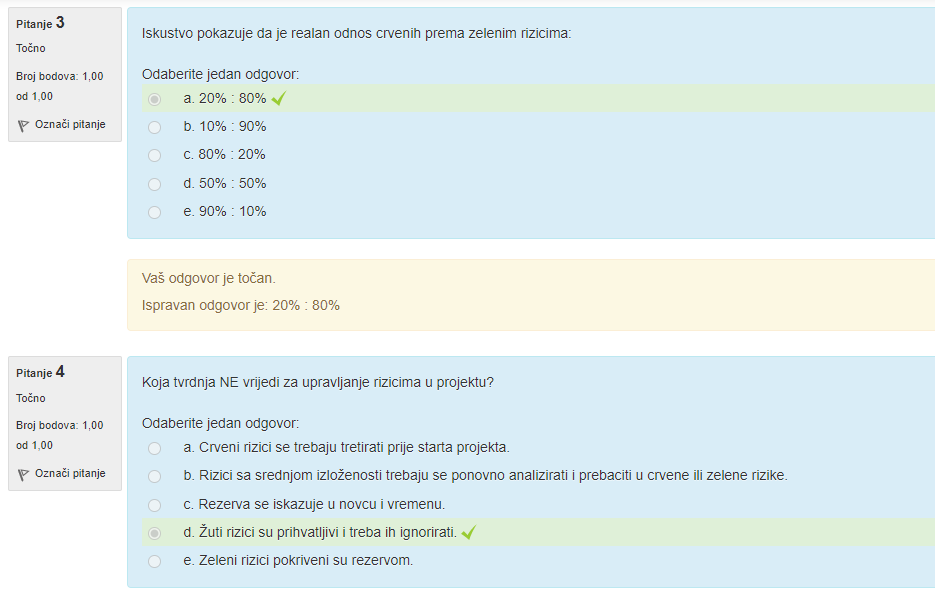 Pitanje 3
Točno
Broj bodova: 1,00
od 1,00
Označi pitanje
Iskustvo pokazuje da je realan odnos crvenih prema zelenim rizicima:
Odaberite jedan odgovor:
a. 20% : 80%
b. 10% : 90%
c. 80% : 20%
d. 50% : 50%
e. 90% : 10%
Vaš odgovor je točan.
Ispravan odgovor je: 20% : 80%
Pitanje 4
Točno
Broj bodova: 1,00
od 1,00
Označi pitanje
Koja tvrdnja NE vrijedi za upravljanje rizicima u projektu?
Odaberite jedan odgovor:
a. Crveni rizici se trebaju tretirati prije starta projekta.
b. Rizici sa srednjom izloženosti trebaju se ponovno analizirati i prebaciti u crvene ili zelene rizike.
c. Rezerva se iskazuje u novcu i vremenu.
d. Žuti rizici su prihvatljivi i treba ih ignorirati.
e. Zeleni rizici pokriveni su rezervom.